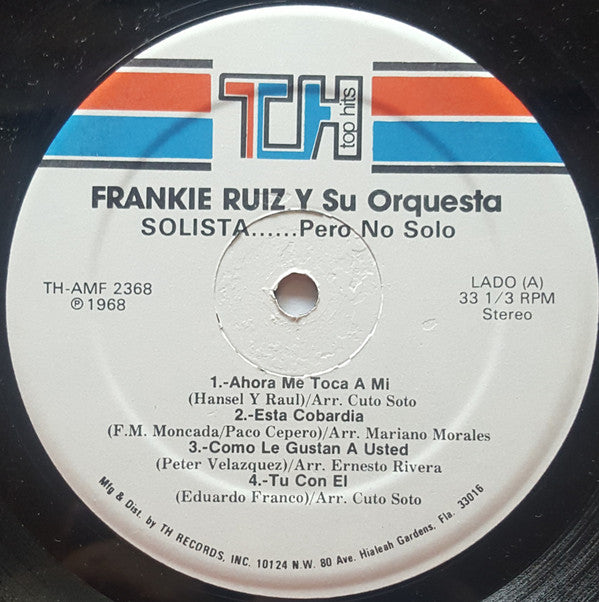 TH
top hits
FRANKIE RUIZ Y Su Orquesta
SOLISTA......Pero No Solo
TH-AMF 2368
℗1968
LADO (A)
33 1/3 RPM
Stereo
1.-Ahora Me Toca A Mi
(Hansel Y Raul)/Arr. Cuto Soto
2.-Esta Cobardia
(F.M. Moncada/Paco Cepero)/Arr. Mariano Morales
3.-Como Le Gustan A Usted
(Peter Velazquez)/Arr. Ernesto Rivera
4.-Tu Con El
(Eduardo Franco)/Arr. Cuto Soto
Mfg & Dist. by TH RECORDS, INC. 10124 N.W. 80 Ave. Hialeah Gardens, Fla. 33016